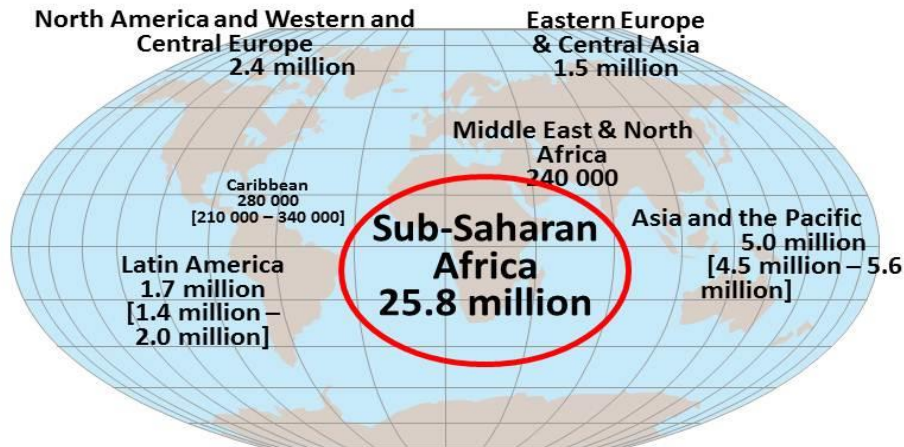 North America and Western and
Central Europe
2.4 million
Eastern Europe
& Central Asia
1.5 million
Middle East & North
Africa
240 000
Caribbean
280 000
[210 000 – 340 000]
Sub-Saharan
Africa
25.8 million
Asia and the Pacific
5.0 million
[4.5 million – 5.6
million]
Latin America
1.7 million
[1.4 million –
2.0 million]